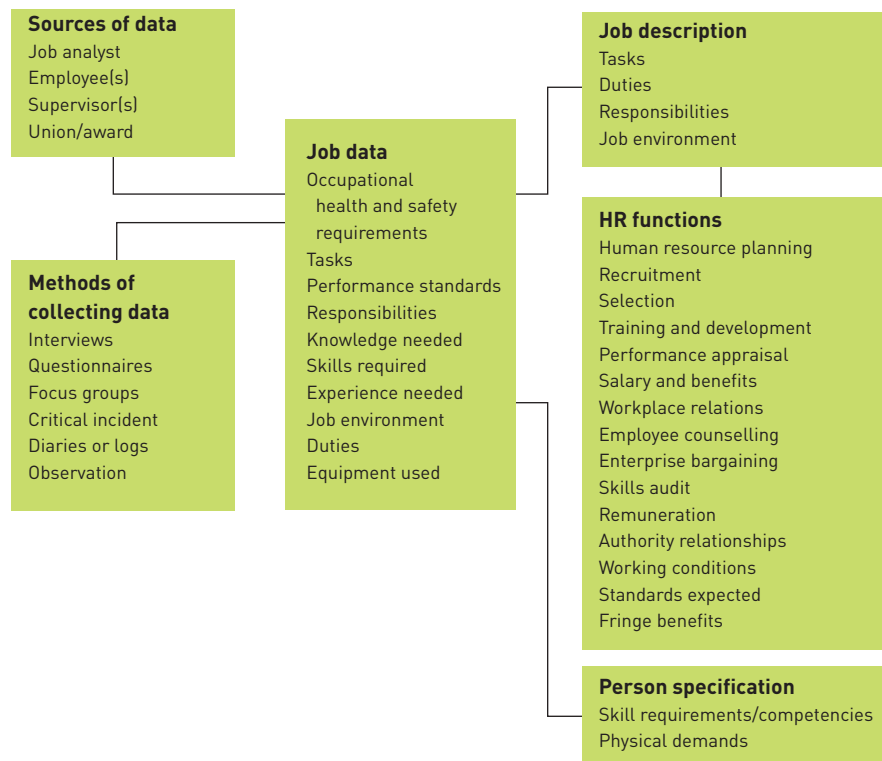 Sources of data
Job analyst
Employee(s)
Supervisor(s)
Union/award
Methods of
collecting data
Interviews
Questionnaires
Focus groups
Critical incident
Diaries or logs
Observation
Job data
Occupational
health and safety
requirements
Tasks
Performance standards
Responsibilities
Knowledge needed
Skills required
Experience needed
Job environment
Duties
Equipment used
Job description
Tasks
Duties
Responsibilities
Job environment
HR functions
Human resource planning
Recruitment
Selection
Training and development
Performance appraisal
Salary and benefits
Workplace relations
Employee counselling
Enterprise bargaining
Skills audit
Remuneration
Authority relationships
Working conditions
Standards expected
Fringe benefits
Person specification
Skill requirements/competencies
Physical demands